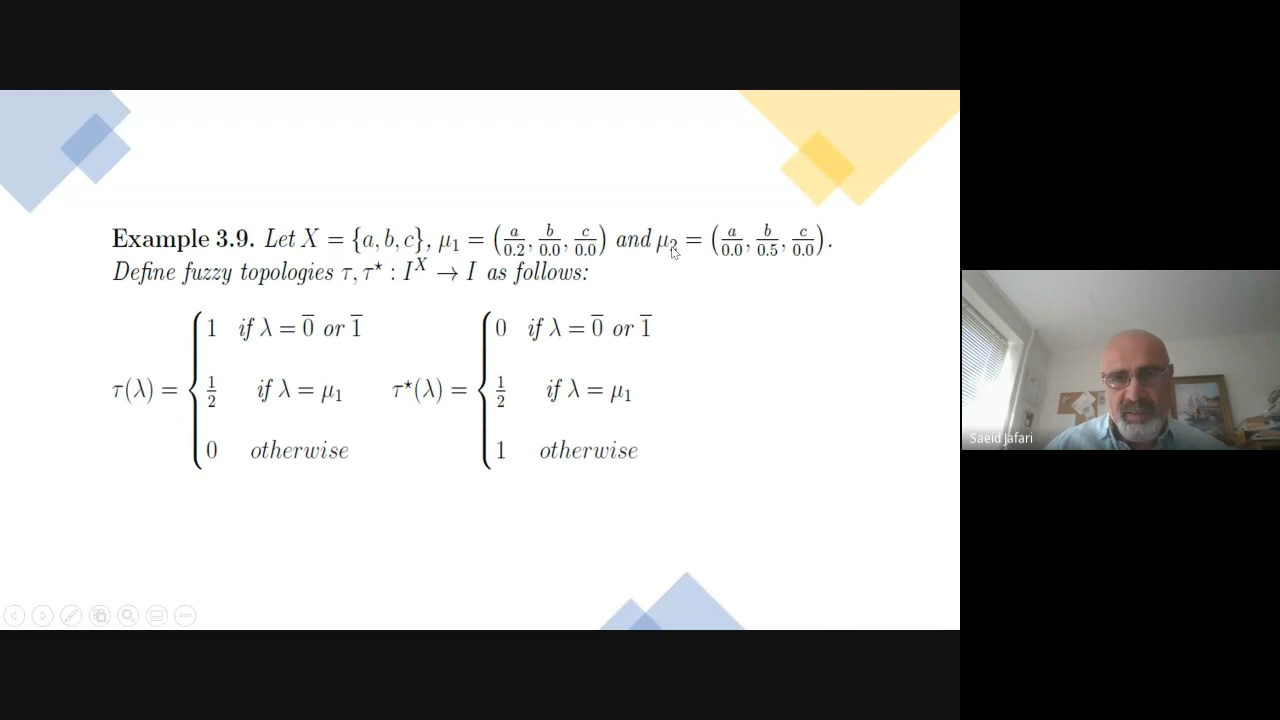 Example 3.9. Let X = {a, b, c}, μ₁ = (a/0.2, b/0.0, c/0.0) and μ₂ = (a/0.0, b/0.5, c/0.0).
Define fuzzy topologies τ, τ* : I^X → I as follows:
τ(λ) = { 1 if λ = 0̅ or 1̅
1/2 if λ = μ₁
0 otherwise
τ*(λ) = { 0 if λ = 0̅ or 1̅
1/2 if λ = μ₁
1 otherwise
Saeid Jafari